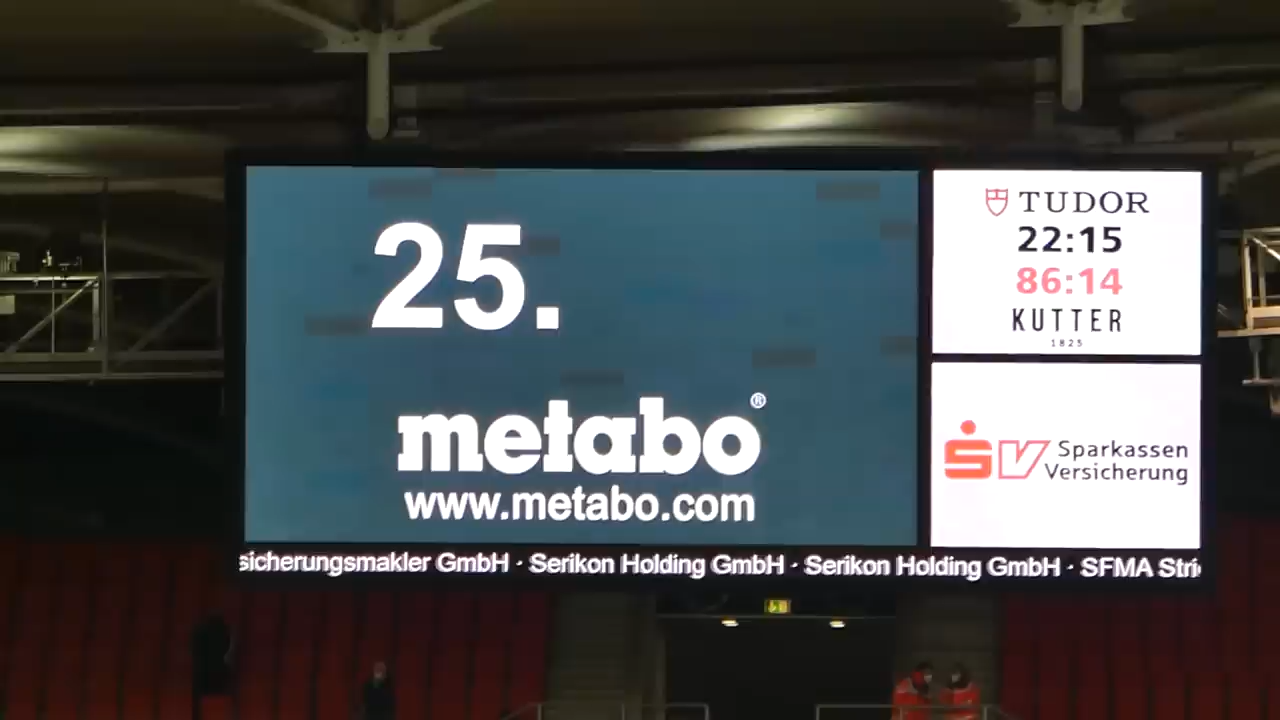 25.
metabo®
www.metabo.com
TUDOR
22:15
86:14
KUTTER
1825
S V Sparkassen
Versicherung
sicherungsmakler GmbH · Serikon Holding GmbH · Serikon Holding GmbH · SFMA Stri